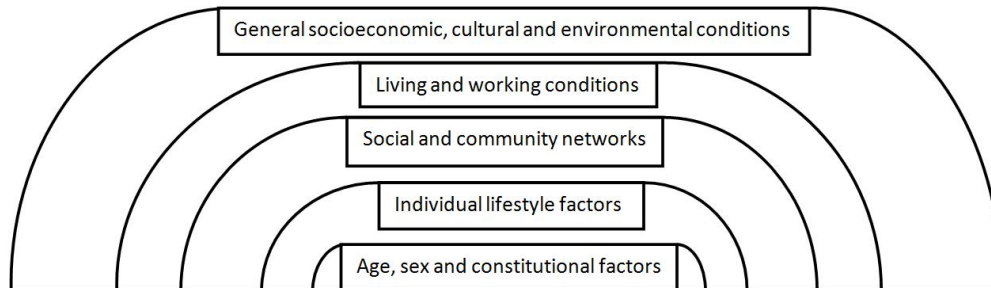 General socioeconomic, cultural and environmental conditions
Living and working conditions
Social and community networks
Individual lifestyle factors
Age, sex and constitutional factors